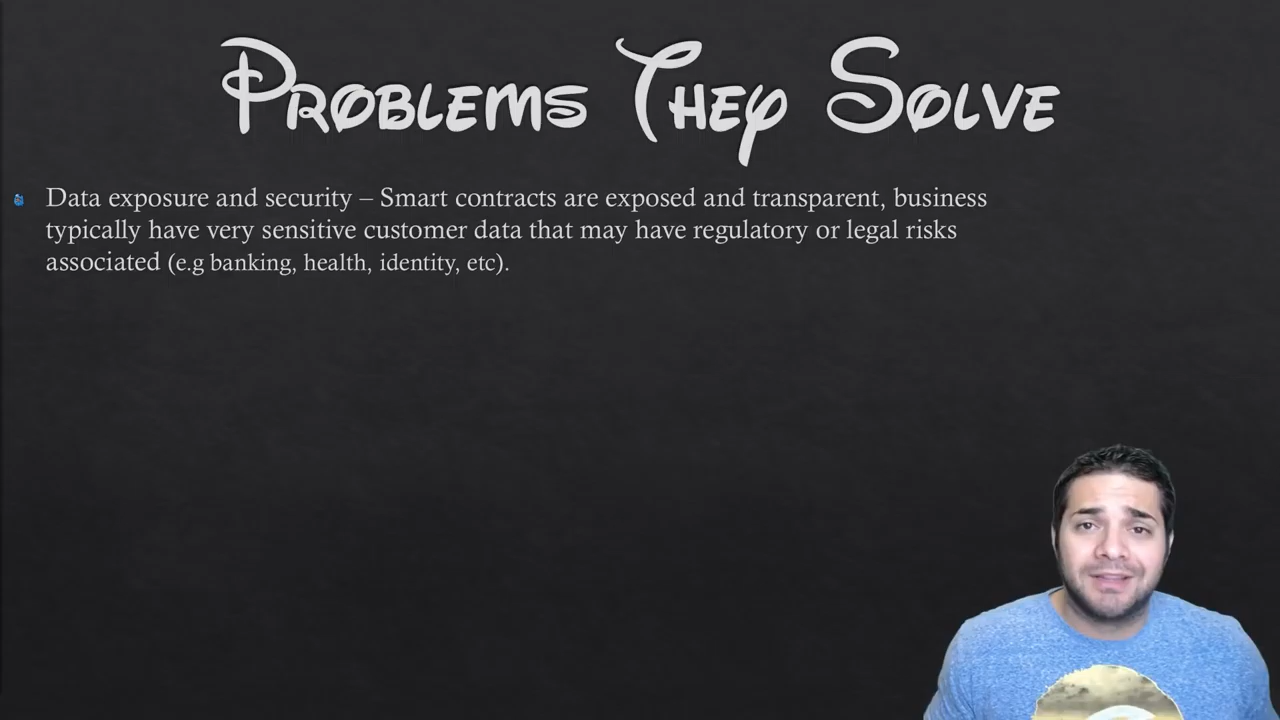 Problems They Solve
Data exposure and security – Smart contracts are exposed and transparent, business
typically have very sensitive customer data that may have regulatory or legal risks
associated (e.g banking, health, identity, etc).